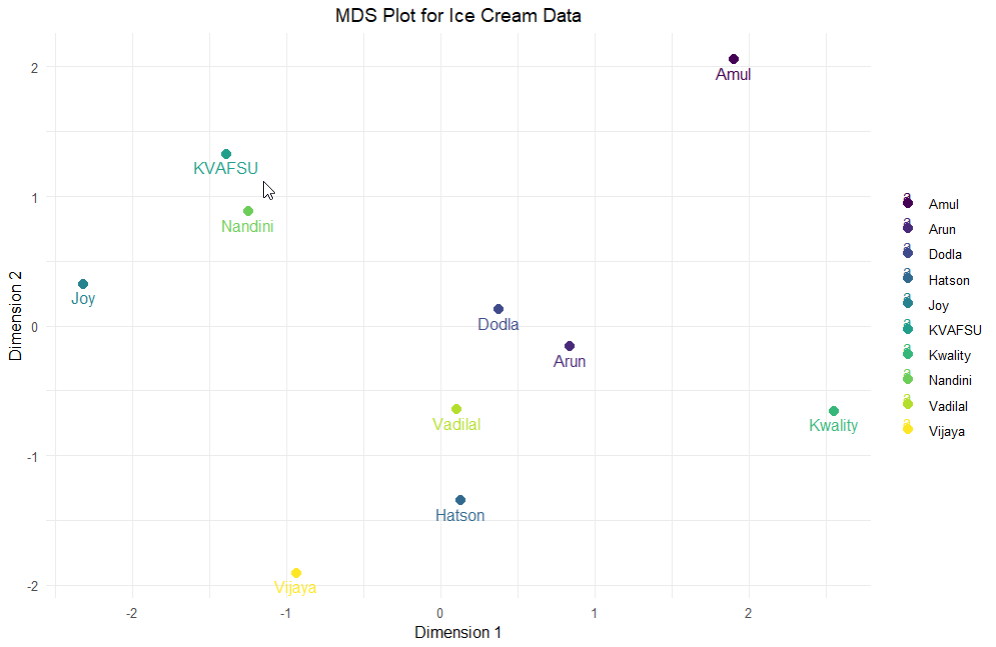 MDS Plot for Ice Cream Data
2
Amul
KVAFSU
1
Nandini
Joy
Dimension 2
0
Dodla
Arun
Vadilal
Kwality
-1
Hatson
Vijaya
-2
-2
-1
0
1
2
Dimension 1
a Amul
a Arun
a Dodla
a Hatson
a Joy
a KVAFSU
a Kwality
a Nandini
a Vadilal
a Vijaya